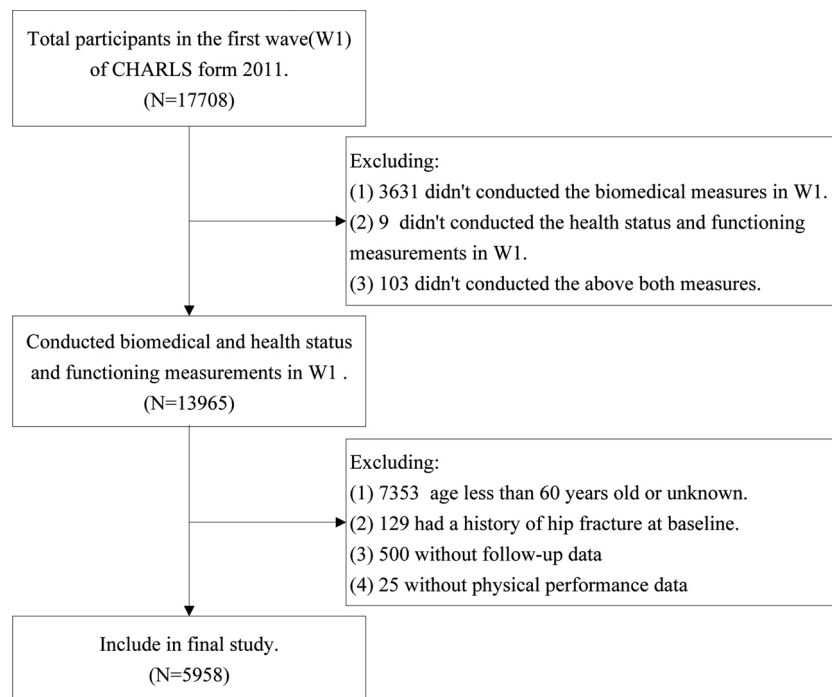 Total participants in the first wave(W1)
of CHARLS form 2011.
(N=17708)
Excluding:
(1) 3631 didn't conducted the biomedical measures in W1.
(2) 9 didn't conducted the health status and functioning
measurements in W1.
(3) 103 didn't conducted the above both measures.
Conducted biomedical and health status
and functioning measurements in W1 .
(N=13965)
Excluding:
(1) 7353 age less than 60 years old or unknown.
(2) 129 had a history of hip fracture at baseline.
(3) 500 without follow-up data
(4) 25 without physical performance data
Include in final study.
(N=5958)